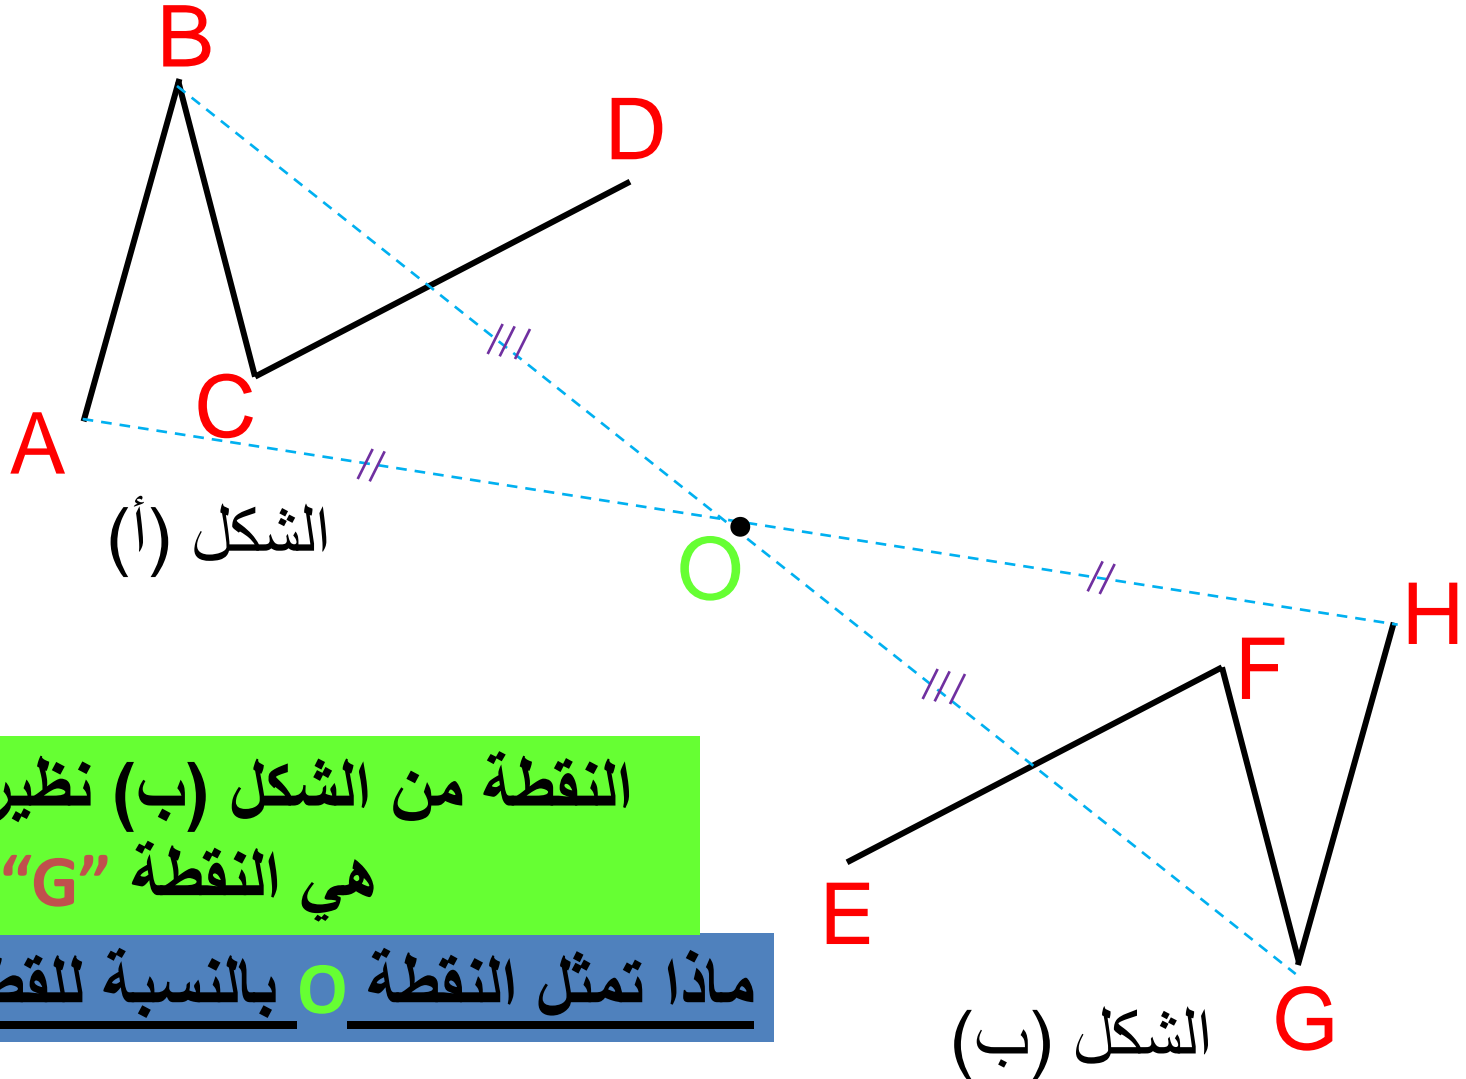 B
D
C
A
الشكل (أ)
O
H
F
النقطة من الشكل (ب) نظير
هي النقطة “G”
E
ماذا تمثل النقطة O بالنسبة
G
الشكل (ب)